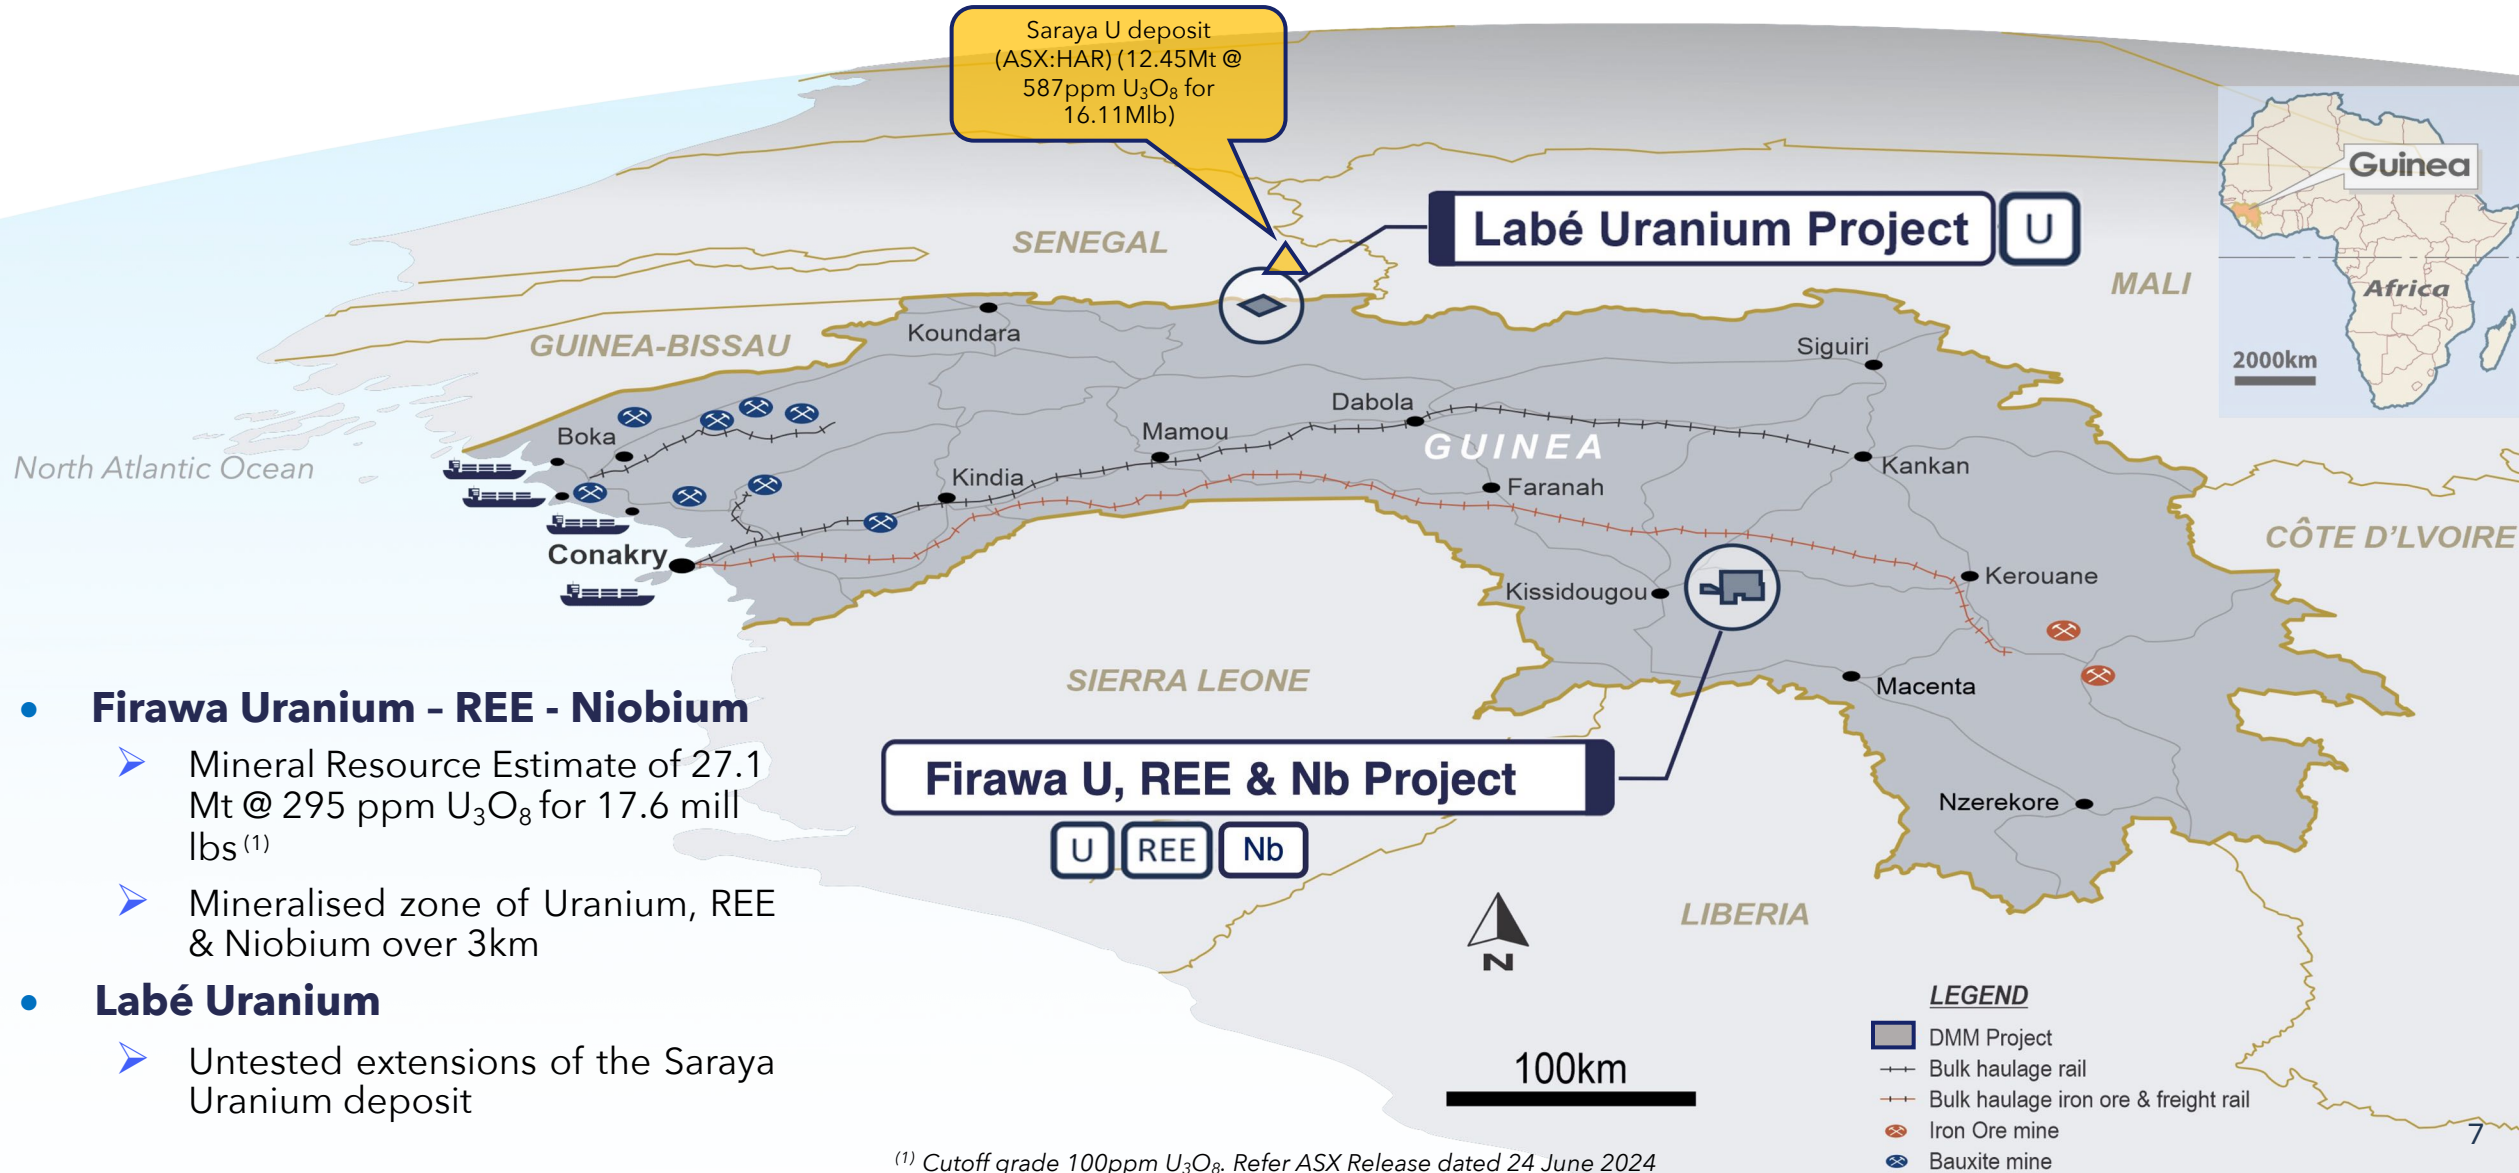 Saraya U deposit
(ASX:HAR) (12.45Mt @
587ppm U₃O₈ for
16.11Mlb)
Labé Uranium Project
U
Guinea
Africa
2000km
SENEGAL
MALI
GUINEA-BISSAU
Koundara
Siguiri
Dabola
Boka
Mamou
GUINEA
North Atlantic Ocean
Kindia
Kankan
Faranah
CÔTE D'LVOIRE
Conakry
Kissidougou
Kerouane
SIERRA LEONE
Macenta
Firawa U, REE & Nb Project
U
REE
Nb
Nzerekore
LIBERIA
N
100km
• Firawa Uranium – REE - Niobium
➢ Mineral Resource Estimate of 27.1
Mt @ 295 ppm U₃O₈ for 17.6 mill
lbs (1)
➢ Mineralised zone of Uranium, REE
& Niobium over 3km
• Labé Uranium
➢ Untested extensions of the Saraya
Uranium deposit
LEGEND
DMM Project
Bulk haulage rail
Bulk haulage iron ore & freight rail
Iron Ore mine
Bauxite mine
7
(1) Cutoff grade 100ppm U₃O₈. Refer ASX Release dated 24 June 2024